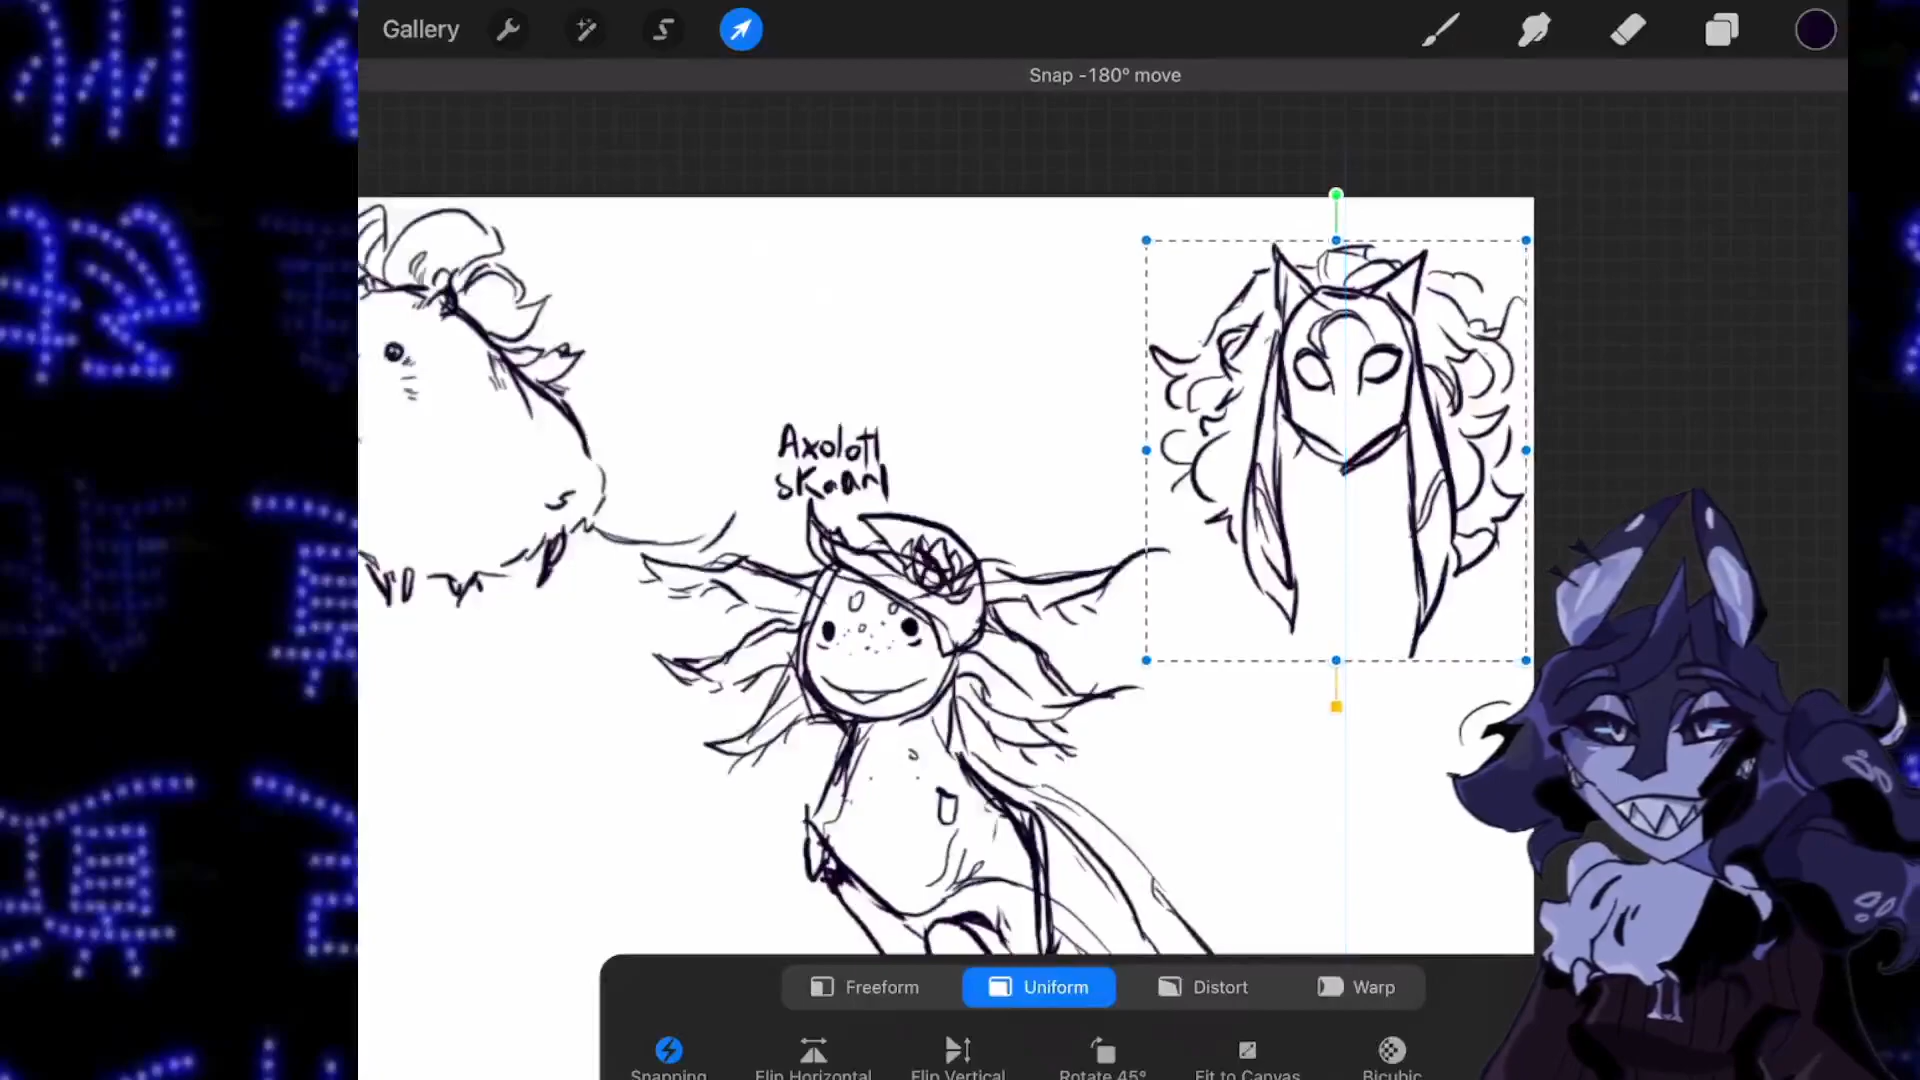 Gallery
Snap -180° move
Axolotl
skaarl
Freeform
Uniform
Distort
Warp
Snapping
Flip Horizontal
Flip Vertical
Rotate 45°
Fit to Canvas
Bicubic